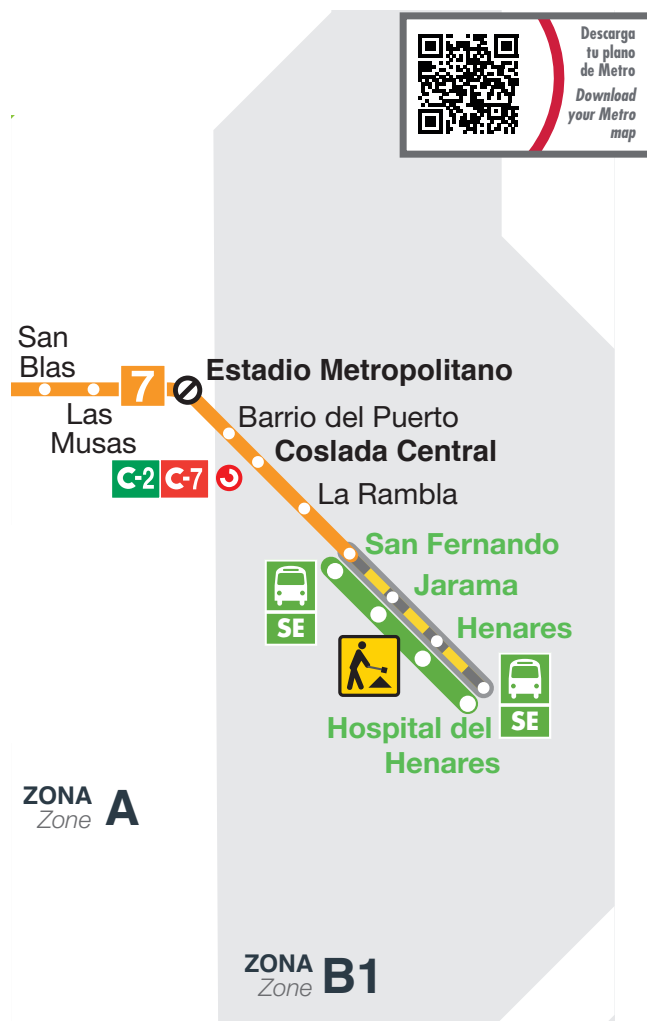 Descarga
tu plano
de Metro
Download
your Metro
map
San
Blas
7
Estadio Metropolitano
Las
Musas
Barrio del Puerto
Coslada Central
C-2 C-7
La Rambla
San Fernando
Jarama
SE
Henares
SE
Hospital del
Henares
ZONA
Zone A
ZONA
Zone B1